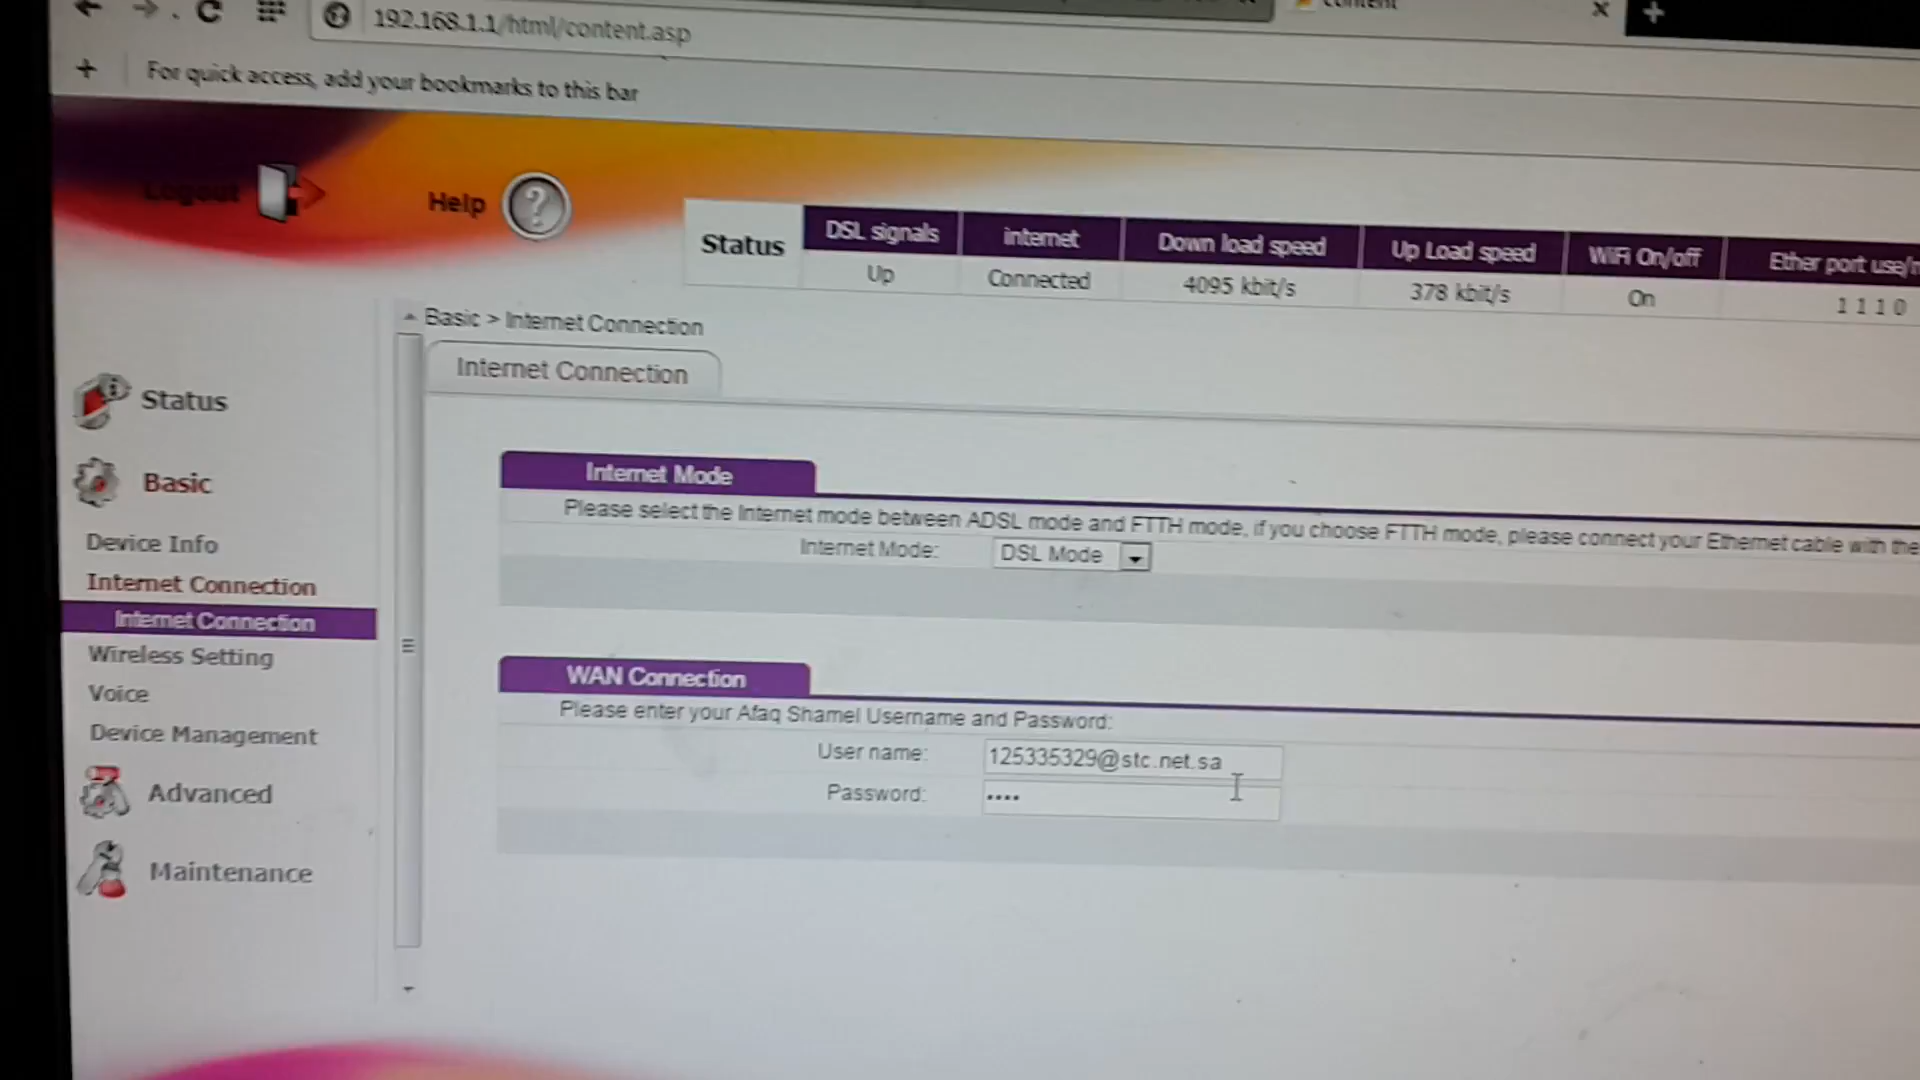 content
192.168.1.1/html/content.asp
For quick access, add your bookmarks to this bar
Logout
Help
Status
DSL signals
internet
Down load speed
Up Load speed
WiFi On/off
Ether port use/
Up
Connected
4095 kbit/s
378 kbit/s
On
1 1 1 0
Basic > Internet Connection
Internet Connection
Status
Basic
Device Info
Internet Connection
Internet Connection
Wireless Setting
Voice
Device Management
Advanced
Maintenance
Internet Mode
Please select the Internet mode between ADSL mode and FTTH mode, if you choose FTTH mode, please connect your Ethernet cable with the
Internet Mode: DSL Mode
WAN Connection
Please enter your Afaq Shamel Username and Password:
User name: 125335329@stc.net.sa
Password: ••••